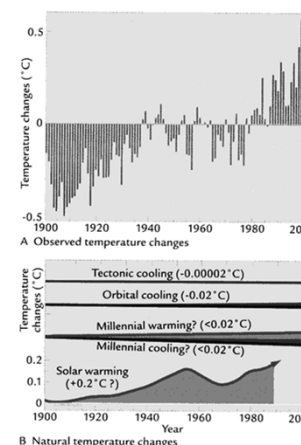 0.5
Temperature changes (°C)
0
-0.5
1900 1920 1940 1960 1980 20
A Observed temperature changes
Temperature
changes (°C)
Tectonic cooling (-0.00002°C)
Orbital cooling (-0.02°C)
Millennial warming? (<0.02°C)
Millennial cooling? (<0.02°C)
0.2
0.1
0
Solar warming
(+0.2°C ?)
1900 1920 1940 1960 1980 20
Year
B Natural temperature changes